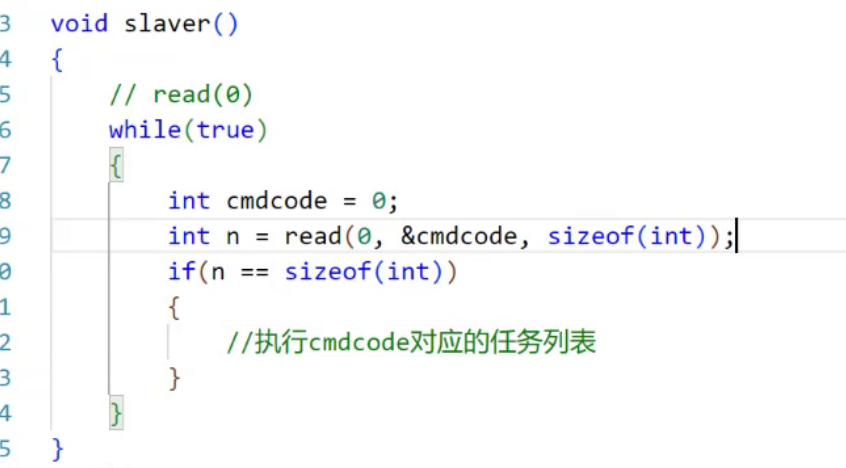 3 void slaver()
4 {
5 // read(0)
6 while(true)
7 {
8 int cmdcode = 0;
9 int n = read(0, &cmdcode, sizeof(int));
0 if(n == sizeof(int))
1 {
2 //执行cmdcode对应的任务列表
3 }
4 }
5 }